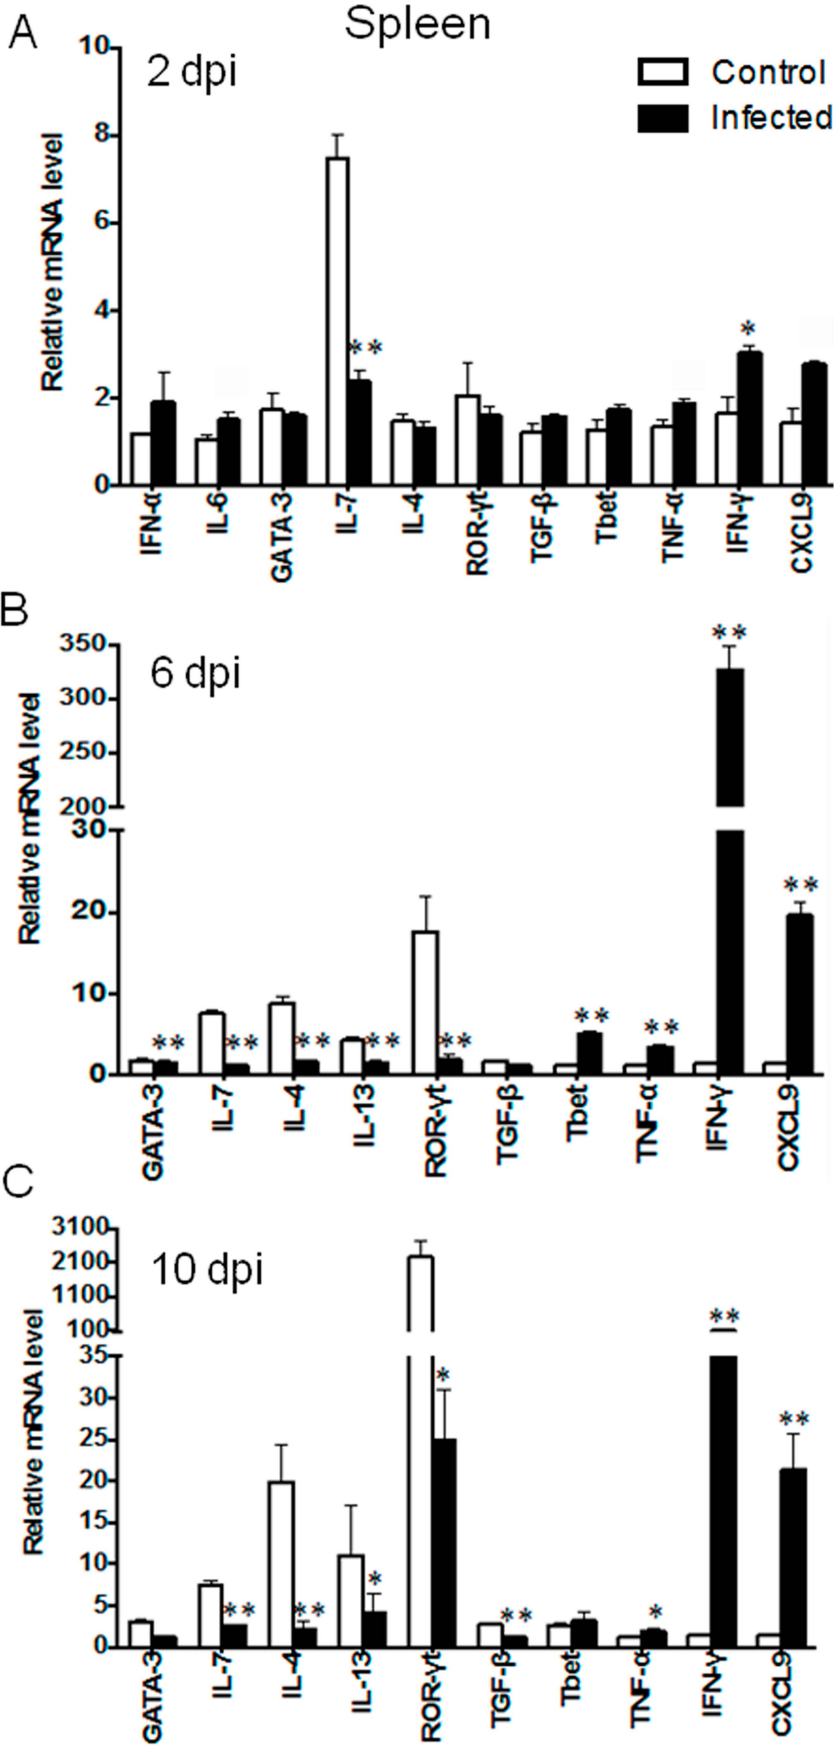 Spleen
A
2 dpi
Control
Infected
Relative mRNA level
10
8
6
4
2
0
**
*
IFN-α
IL-6
GATA-3
IL-7
IL-4
ROR-γt
TGF-β
Tbet
TNF-α
IFN-γ
CXCL9
B
6 dpi
Relative mRNA level
350
300
250
200
30
20
10
0
**
**
**
**
**
**
**
**
**
GATA-3
IL-7
IL-4
IL-13
ROR-γt
TGF-β
Tbet
TNF-α
IFN-γ
CXCL9
C
10 dpi
Relative mRNA level
3100
2100
1100
100
35
30
25
20
15
10
5
0
**
**
*
*
**
*
**
**
GATA-3
IL-7
IL-4
IL-13
ROR-γt
TGF-β
Tbet
TNF-α
IFN-γ
CXCL9